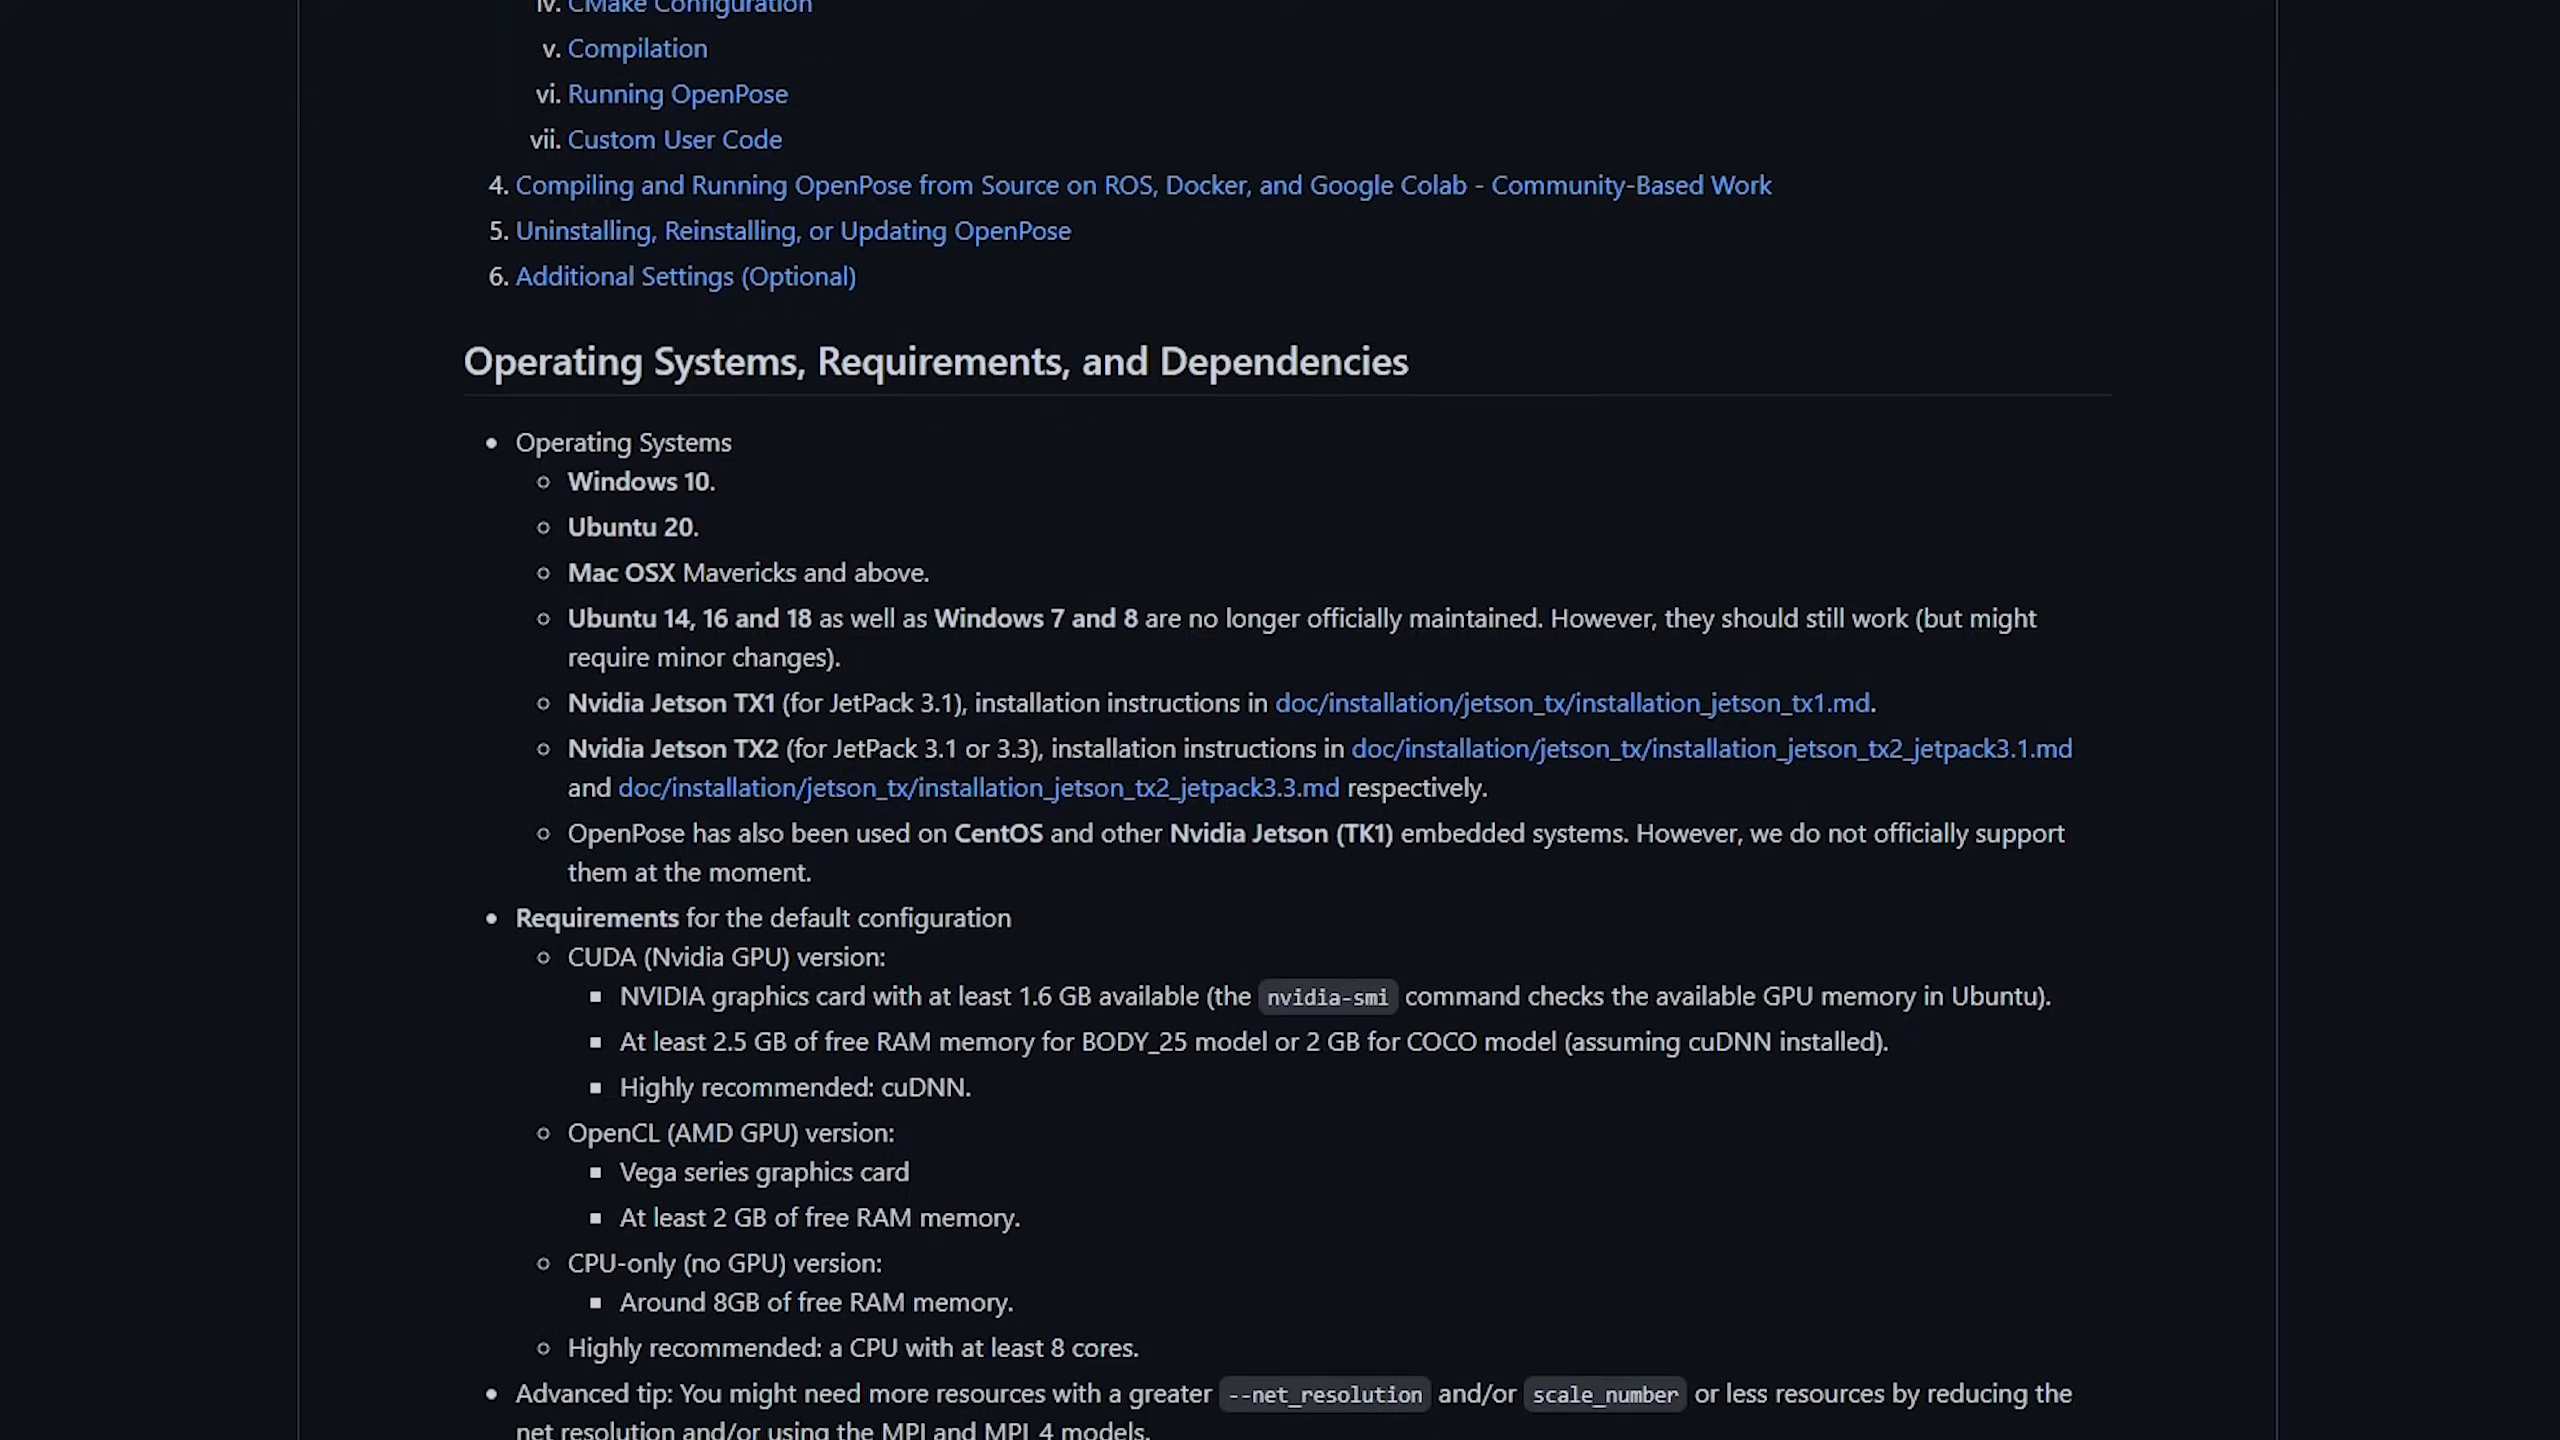 iv. CMake Configuration
v. Compilation
vi. Running OpenPose
vii. Custom User Code
4. Compiling and Running OpenPose from Source on ROS, Docker, and Google Colab - Community-Based Work
5. Uninstalling, Reinstalling, or Updating OpenPose
6. Additional Settings (Optional)
Operating Systems, Requirements, and Dependencies
Operating Systems
Windows 10.
Ubuntu 20.
Mac OSX Mavericks and above.
Ubuntu 14, 16 and 18 as well as Windows 7 and 8 are no longer officially maintained. However, they should still work (but might
require minor changes).
Nvidia Jetson TX1 (for JetPack 3.1), installation instructions in doc/installation/jetson_tx/installation_jetson_tx1.md.
Nvidia Jetson TX2 (for JetPack 3.1 or 3.3), installation instructions in doc/installation/jetson_tx/installation_jetson_tx2_jetpack3.1.md
and doc/installation/jetson_tx/installation_jetson_tx2_jetpack3.3.md respectively.
OpenPose has also been used on CentOS and other Nvidia Jetson (TK1) embedded systems. However, we do not officially support
them at the moment.
Requirements for the default configuration
CUDA (Nvidia GPU) version:
NVIDIA graphics card with at least 1.6 GB available (the nvidia-smi command checks the available GPU memory in Ubuntu).
At least 2.5 GB of free RAM memory for BODY_25 model or 2 GB for COCO model (assuming cuDNN installed).
Highly recommended: cuDNN.
OpenCL (AMD GPU) version:
Vega series graphics card
At least 2 GB of free RAM memory.
CPU-only (no GPU) version:
Around 8GB of free RAM memory.
Highly recommended: a CPU with at least 8 cores.
Advanced tip: You might need more resources with a greater --net_resolution and/or scale_number or less resources by reducing the
net resolution and/or using the MPI and MPI_4 models.